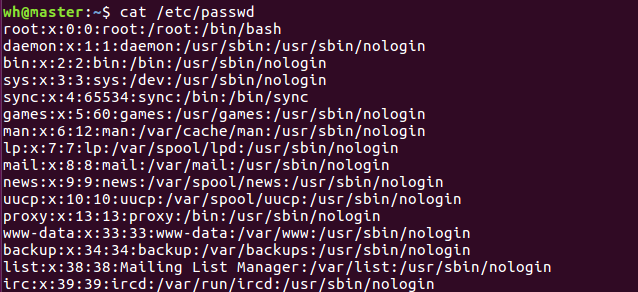 wh@master:~$ cat /etc/passwd
root:x:0:0:root:/root:/bin/bash
daemon:x:1:1:daemon:/usr/sbin:/usr/sbin/nologin
bin:x:2:2:bin:/bin:/usr/sbin/nologin
sys:x:3:3:sys:/dev:/usr/sbin/nologin
sync:x:4:65534:sync:/bin:/bin/sync
games:x:5:60:games:/usr/games:/usr/sbin/nologin
man:x:6:12:man:/var/cache/man:/usr/sbin/nologin
lp:x:7:7:lp:/var/spool/lpd:/usr/sbin/nologin
mail:x:8:8:mail:/var/mail:/usr/sbin/nologin
news:x:9:9:news:/var/spool/news:/usr/sbin/nologin
uucp:x:10:10:uucp:/var/spool/uucp:/usr/sbin/nologin
proxy:x:13:13:proxy:/bin:/usr/sbin/nologin
www-data:x:33:33:www-data:/var/www:/usr/sbin/nologin
backup:x:34:34:backup:/var/backups:/usr/sbin/nologin
list:x:38:38:Mailing List Manager:/var/list:/usr/sbin/nologin
irc:x:39:39:ircd:/var/run/ircd:/usr/sbin/nologin